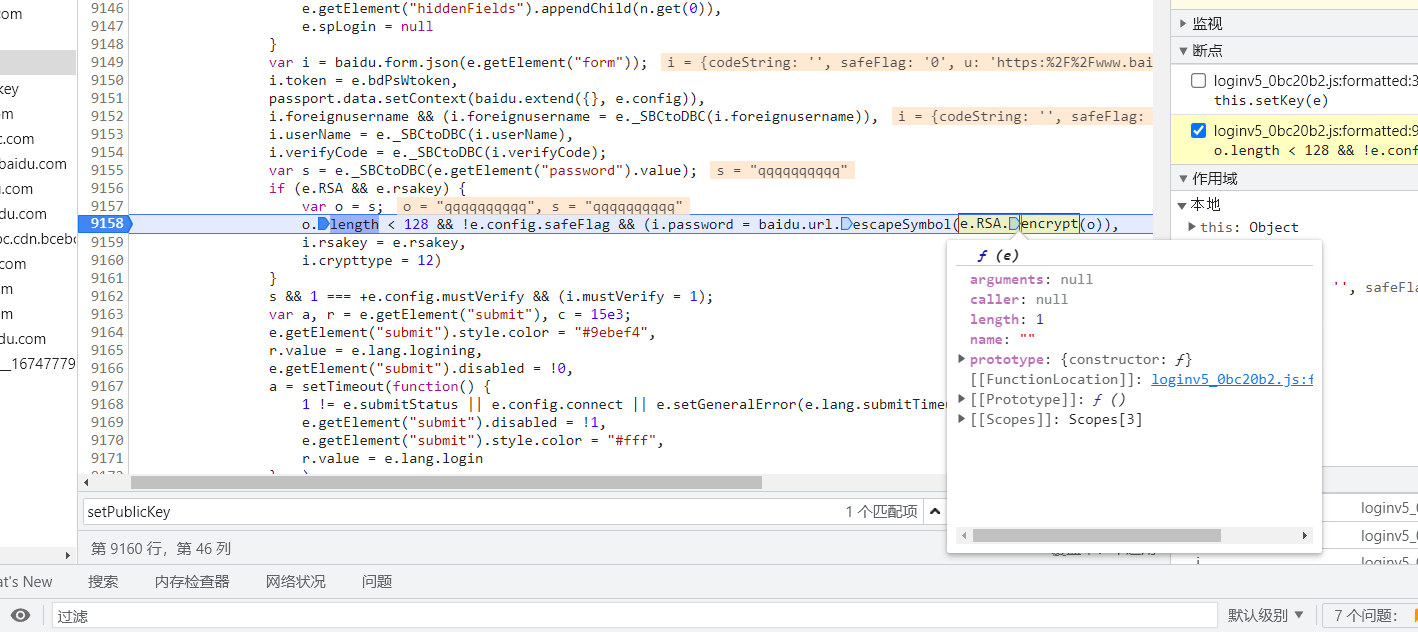 com
key
m
c.com
baidu.com
.com
du.com
oc.cdn.bcebo
com
m
m
du.com
__16747779
9146 e.getElement("hiddenFields").appendChild(n.get(0)),
9147 e.spLogin = null
9148 }
9149 var i = baidu.form.json(e.getElement("form")); i = {codeString: '', safeFlag: '0', u: 'https:%2F%2Fwww.bai
9150 i.token = e.bdPsWtoken,
9151 passport.data.setContext(baidu.extend({}, e.config)),
9152 i.foreignusername && (i.foreignusername = e._SBCtoDBC(i.foreignusername)), i = {codeString: '', safeFlag:
9153 i.userName = e._SBCtoDBC(i.userName),
9154 i.verifyCode = e._SBCtoDBC(i.verifyCode);
9155 var s = e._SBCtoDBC(e.getElement("password").value); s = "qqqqqqqqqq"
9156 if (e.RSA && e.rsakey) {
9157 var o = s; o = "qqqqqqqqqq", s = "qqqqqqqqqq"
9158 o.length < 128 && !e.config.safeFlag && (i.password = baidu.url.escapeSymbol(e.RSA.encrypt(o)),
9159 i.rsakey = e.rsakey,
9160 i.crypttype = 12)
9161 }
9162 s && 1 === +e.config.mustVerify && (i.mustVerify = 1);
9163 var a, r = e.getElement("submit"), c = 15e3;
9164 e.getElement("submit").style.color = "#9ebef4",
9165 r.value = e.lang.logining,
9166 e.getElement("submit").disabled = !0,
9167 a = setTimeout(function() {
9168 1 != e.submitStatus || e.config.connect || e.setGeneralError(e.lang.submitTimeu
9169 e.getElement("submit").disabled = !1,
9170 e.getElement("submit").style.color = "#fff",
9171 r.value = e.lang.login
ƒ (e)
arguments: null
caller: null
length: 1
name: ""
prototype: {constructor: ƒ}
[[FunctionLocation]]: loginv5_0bc20b2.js:f
[[Prototype]]: ƒ ()
[[Scopes]]: Scopes[3]
监视
断点
loginv5_0bc20b2.js:formatted:3
this.setKey(e)
loginv5_0bc20b2.js:formatted:9
o.length < 128 && !e.conf
作用域
本地
this: Object
'', safeFla
loginv5_0
loginv5_0
loginv5_0
setPublicKey 1 个匹配项
第 9160 行，第 46 列
at's New 搜索 内存检查器 网络状况 问题
过滤 默认级别 ▼ 7 个问题: